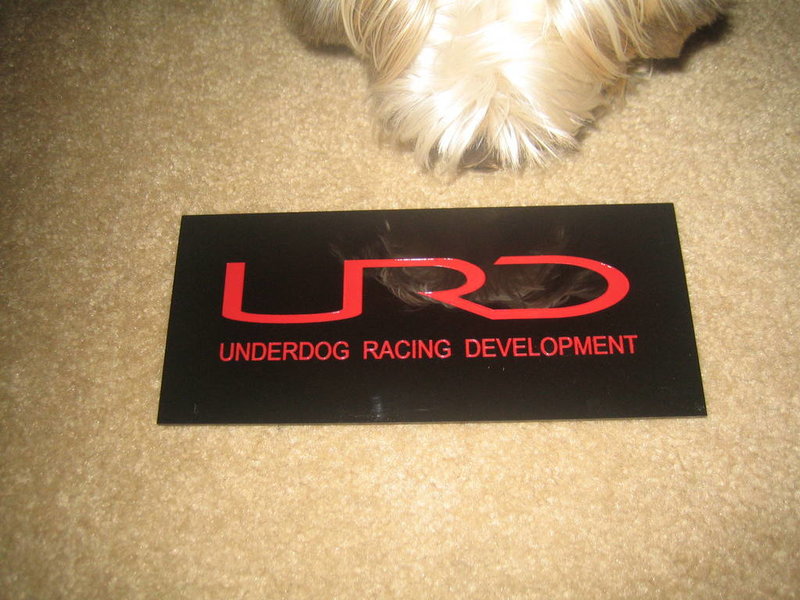 URD
UNDERDOG RACING DEVELOPMENT